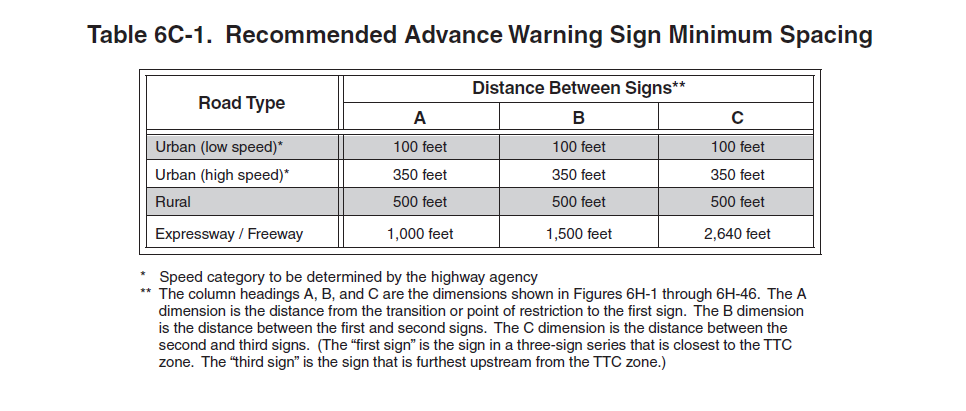 Table 6C-1. Recommended Advance Warning Sign Minimum Spacing
Road Type
Distance Between Signs**
A B C
Urban (low speed)* 100 feet 100 feet 100 feet
Urban (high speed)* 350 feet 350 feet 350 feet
Rural 500 feet 500 feet 500 feet
Expressway / Freeway 1,000 feet 1,500 feet 2,640 feet
* Speed category to be determined by the highway agency
** The column headings A, B, and C are the dimensions shown in Figures 6H-1 through 6H-46. The A
dimension is the distance from the transition or point of restriction to the first sign. The B dimension
is the distance between the first and second signs. The C dimension is the distance between the
second and third signs. (The “first sign” is the sign in a three-sign series that is closest to the TTC
zone. The “third sign” is the sign that is furthest upstream from the TTC zone.)